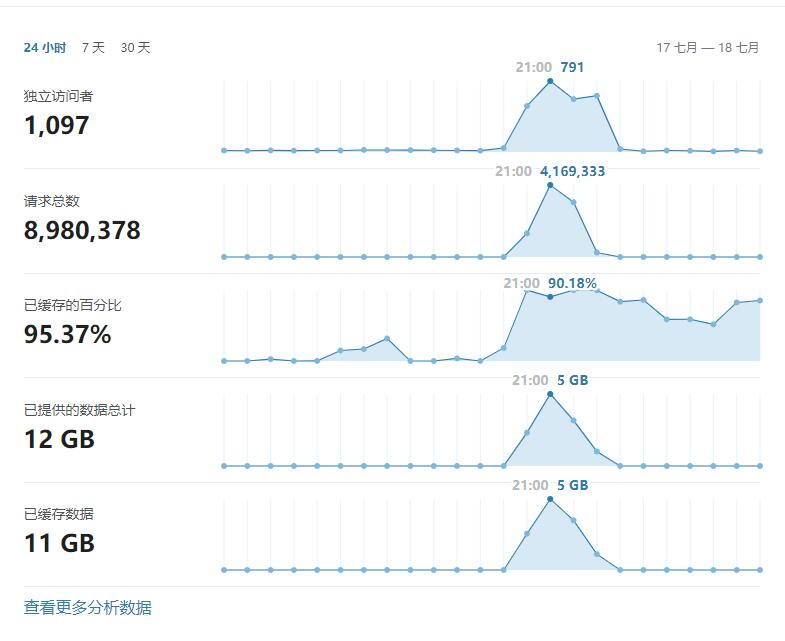 24 小时 7 天 30 天 17 七月 — 18 七月
21:00 791
独立访问者
1,097
21:00 4,169,333
请求总数
8,980,378
21:00 90.18%
已缓存的百分比
95.37%
21:00 5 GB
已提供的数据总计
12 GB
21:00 5 GB
已缓存数据
11 GB
查看更多分析数据